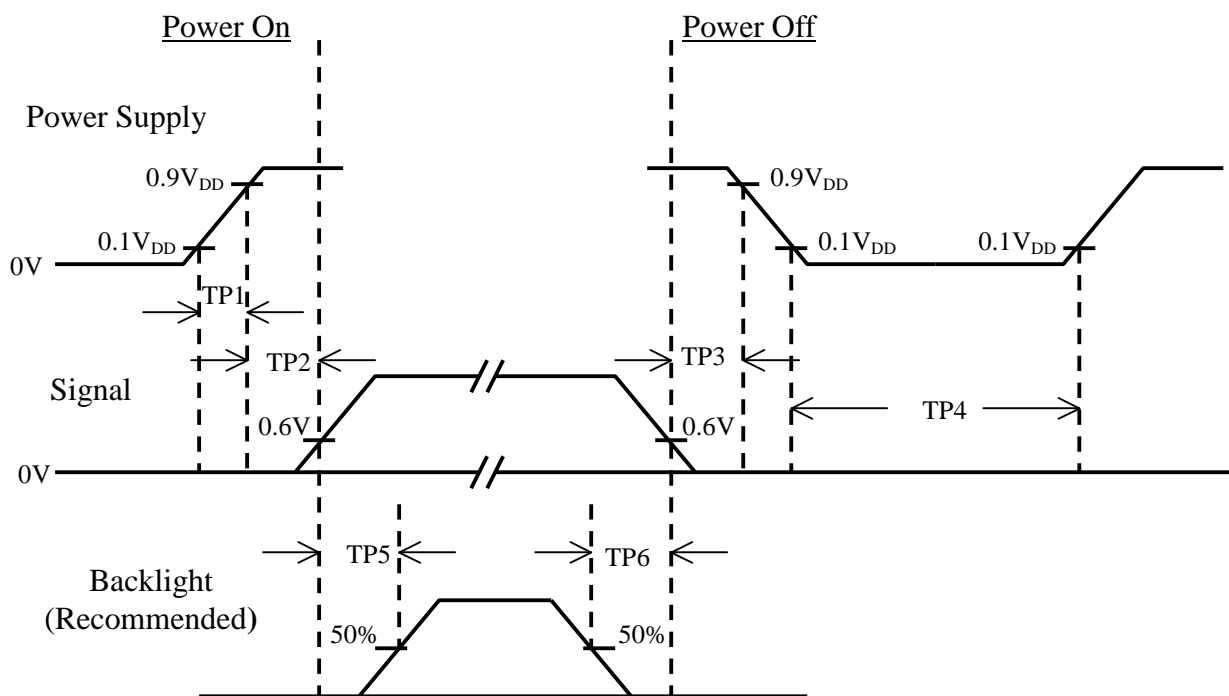 Power On
Power Off
Power Supply
0.9VDD
0.9VDD
0.1VDD
0.1VDD
0.1VDD
0V
TP1
TP2
TP3
Signal
TP4
0.6V
0.6V
0V
TP5
TP6
Backlight
(Recommended)
50%
50%